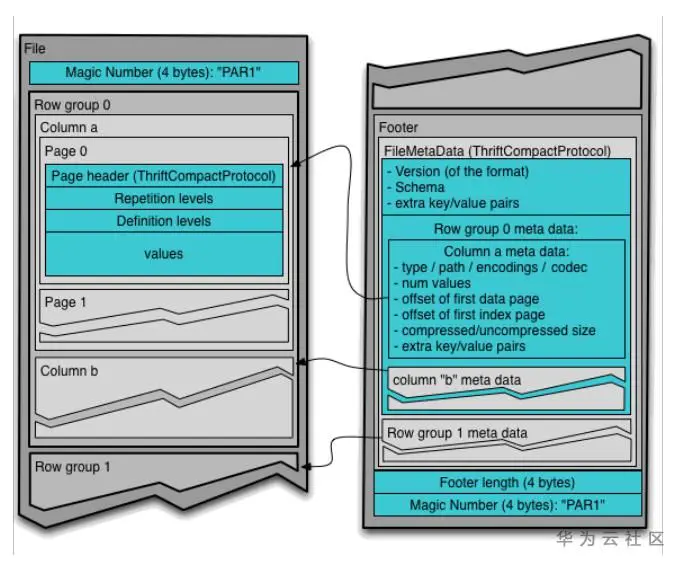 File
Magic Number (4 bytes): "PAR1"
Row group 0
Column a
Page 0
Page header (ThriftCompactProtocol)
Repetition levels
Definition levels
values
Page 1
Column b
Row group 1
Footer
FileMetaData (ThriftCompactProtocol)
- Version (of the format)
- Schema
- extra key/value pairs
Row group 0 meta data:
Column a meta data:
- type / path / encodings / codec
- num values
- offset of first data page
- offset of first index page
- compressed/uncompressed size
- extra key/value pairs
column "b" meta data
Row group 1 meta data
Footer length (4 bytes)
Magic Number (4 bytes): "PAR1"
华为云社区